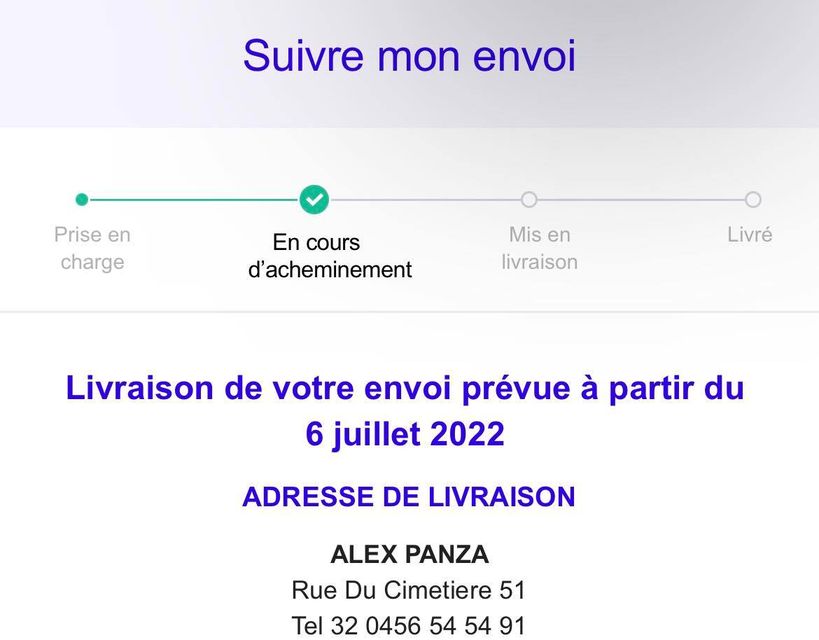 Suivre mon envoi
Prise en
charge
En cours
d’acheminement
Mis en
livraison
Livré
Livraison de votre envoi prévue à partir du
6 juillet 2022
ADRESSE DE LIVRAISON
ALEX PANZA
Rue Du Cimetiere 51
Tel 32 0456 54 54 91